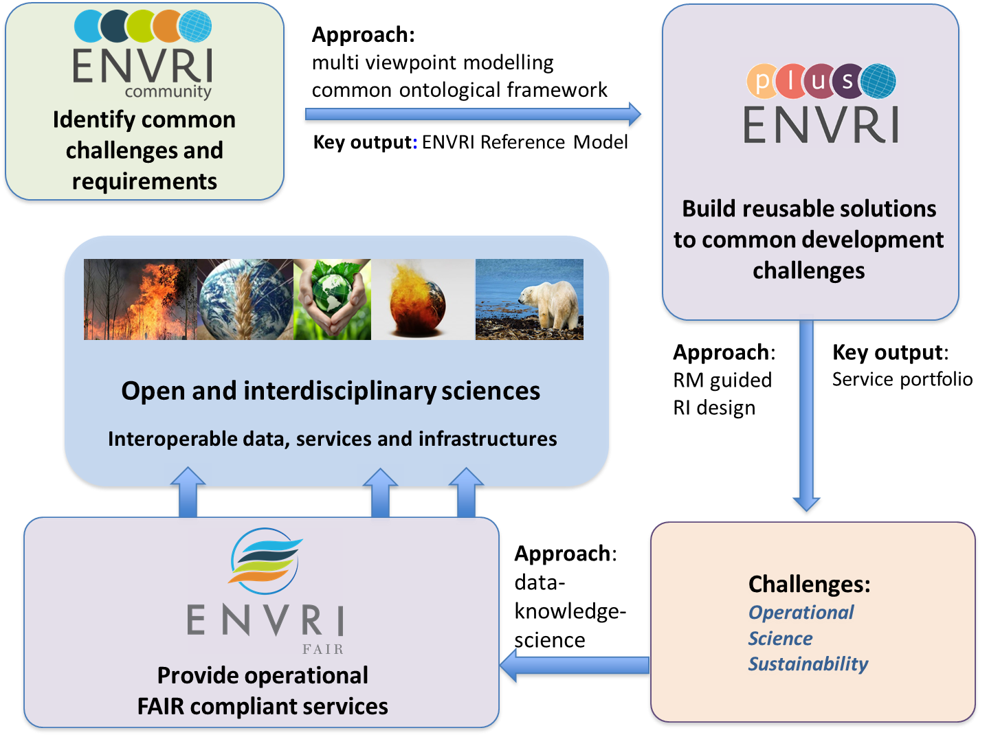 ENVRI
community
Identify common
challenges and
requirements
Approach:
multi viewpoint modelling
common ontological framework
Key output: ENVRI Reference Model
plus
ENVRI
Build reusable solutions
to common development
challenges
Approach:
RM guided
RI design
Key output:
Service portfolio
Challenges:
Operational
Science
Sustainability
Approach:
data-
knowledge-
science
ENVRI
FAIR
Provide operational
FAIR compliant services
Open and interdisciplinary sciences
Interoperable data, services and infrastructures